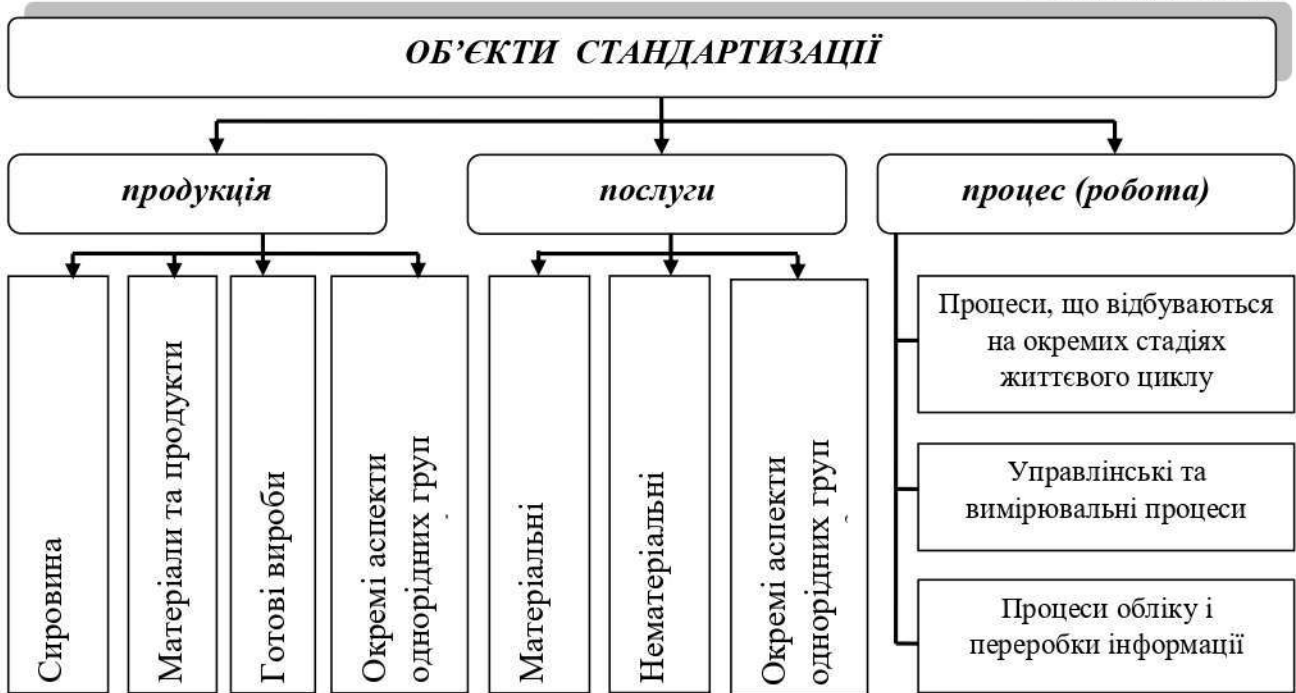 ОБ’ЄКТИ СТАНДАРТИЗАЦІЇ
продукція
послуги
процес (робота)
Сировина
Матеріали та продукти
Готові вироби
Окремі аспекти
однорідних груп
Матеріальні
Нематеріальні
Окремі аспекти
однорідних груп
Процеси, що відбуваються
на окремих стадіях
життєвого циклу
Управлінські та
вимірювальні процеси
Процеси обліку і
переробки інформації